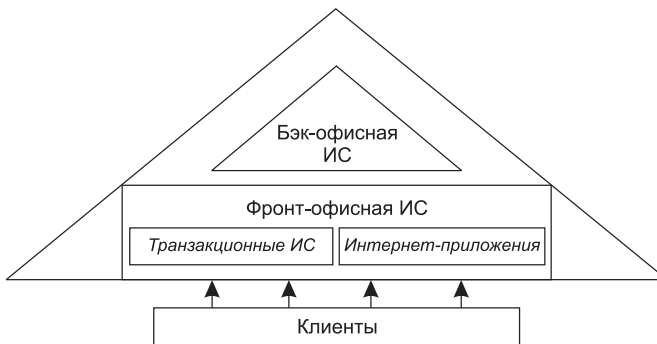 Бэк-офисная
ИС
Фронт-офисная ИС
Транзакционные ИС
Интернет-приложения
Клиенты